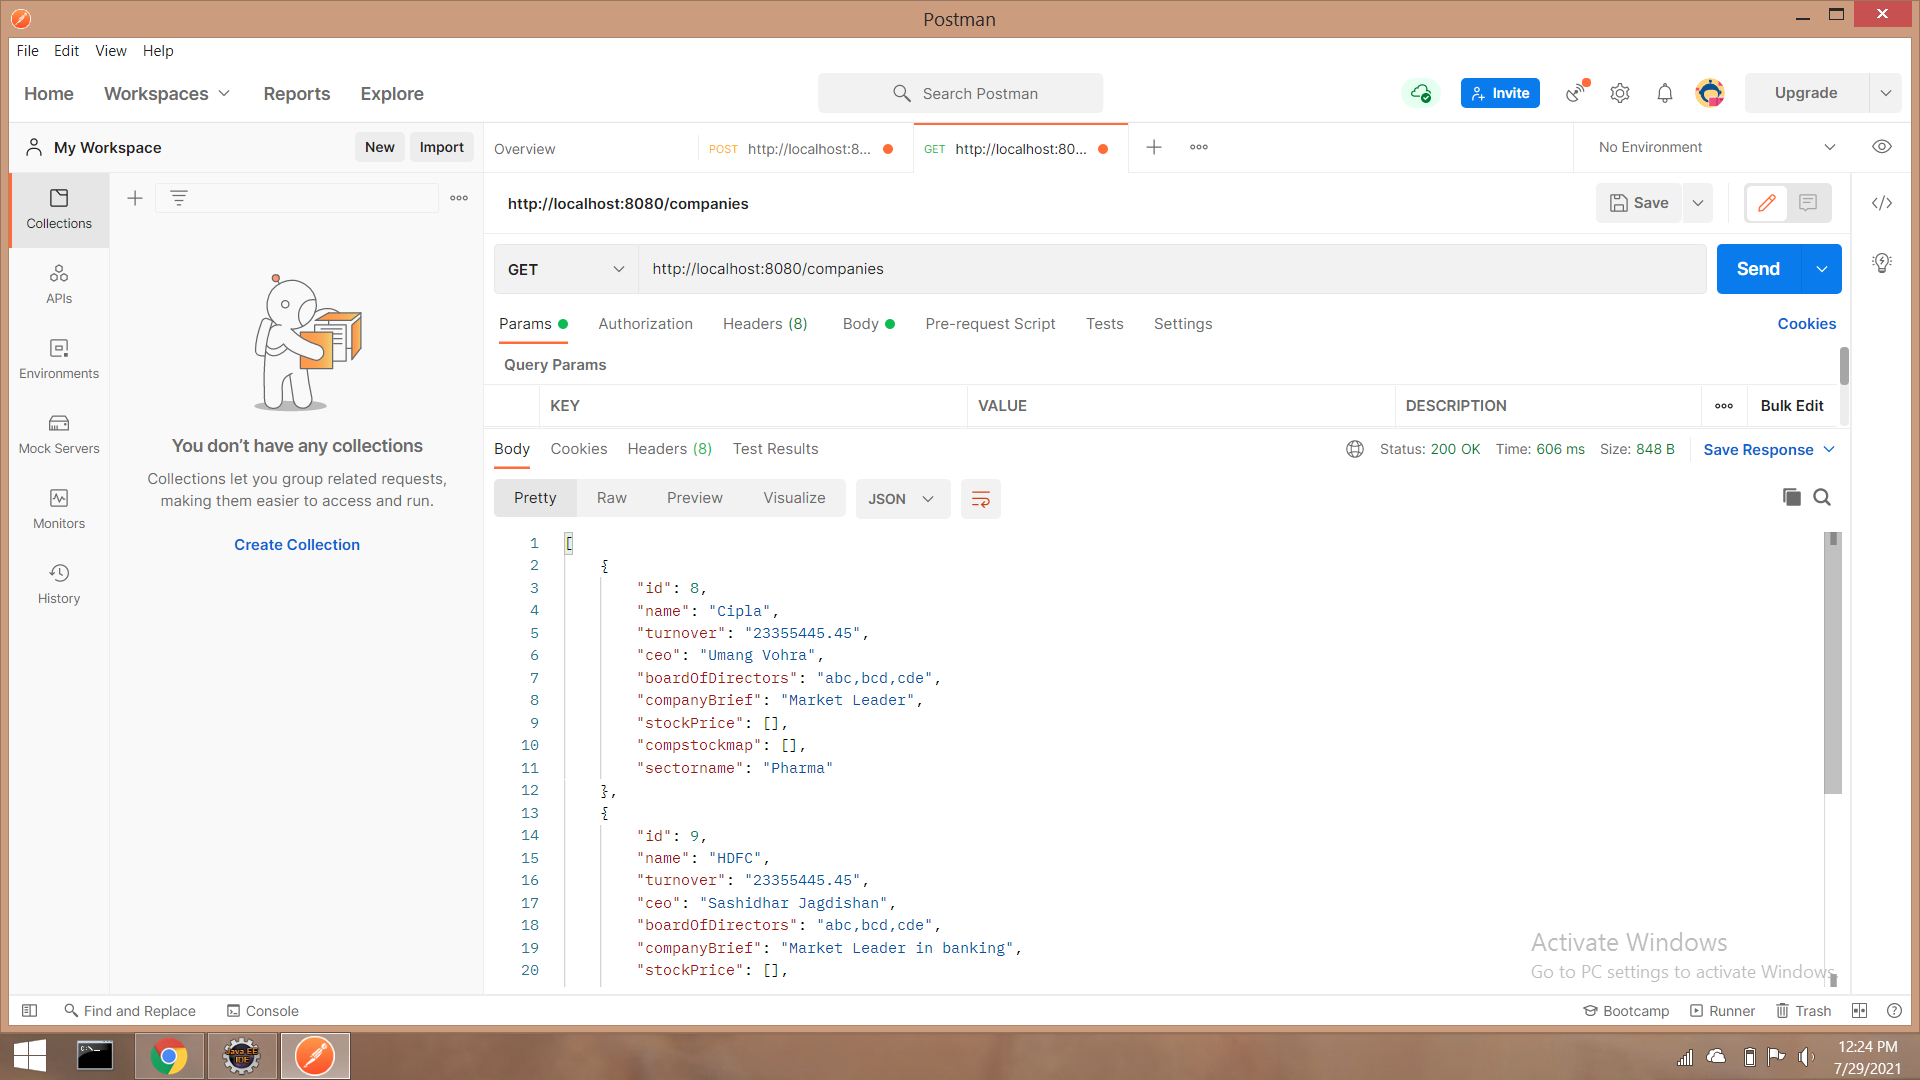 Postman
File Edit View Help
Home Workspaces Reports Explore Search Postman Invite Upgrade
My Workspace New Import Overview POST http://localhost:8... GET http://localhost:80... No Environment
Collections
http://localhost:8080/companies Save
APIs
GET http://localhost:8080/companies Send
Environments
Params Authorization Headers (8) Body Pre-request Script Tests Settings Cookies
Mock Servers
Query Params
Monitors
KEY VALUE DESCRIPTION Bulk Edit
History
You don't have any collections
Collections let you group related requests,
making them easier to access and run.
Create Collection
Body Cookies Headers (8) Test Results Status: 200 OK Time: 606 ms Size: 848 B Save Response
Pretty Raw Preview Visualize JSON
1 [
2 {
3 "id": 8,
4 "name": "Cipla",
5 "turnover": "23355445.45",
6 "ceo": "Umang Vohra",
7 "boardOfDirectors": "abc,bcd,cde",
8 "companyBrief": "Market Leader",
9 "stockPrice": [],
10 "compstockmap": [],
11 "sectorname": "Pharma"
12 },
13 {
14 "id": 9,
15 "name": "HDFC",
16 "turnover": "23355445.45",
17 "ceo": "Sashidhar Jagdishan",
18 "boardOfDirectors": "abc,bcd,cde",
19 "companyBrief": "Market Leader in banking",
20 "stockPrice": [],
Activate Windows
Go to PC settings to activate Windows.
Find and Replace Console Bootcamp Runner Trash
C:\_
Java EE
IDE
12:24 PM
7/29/2021